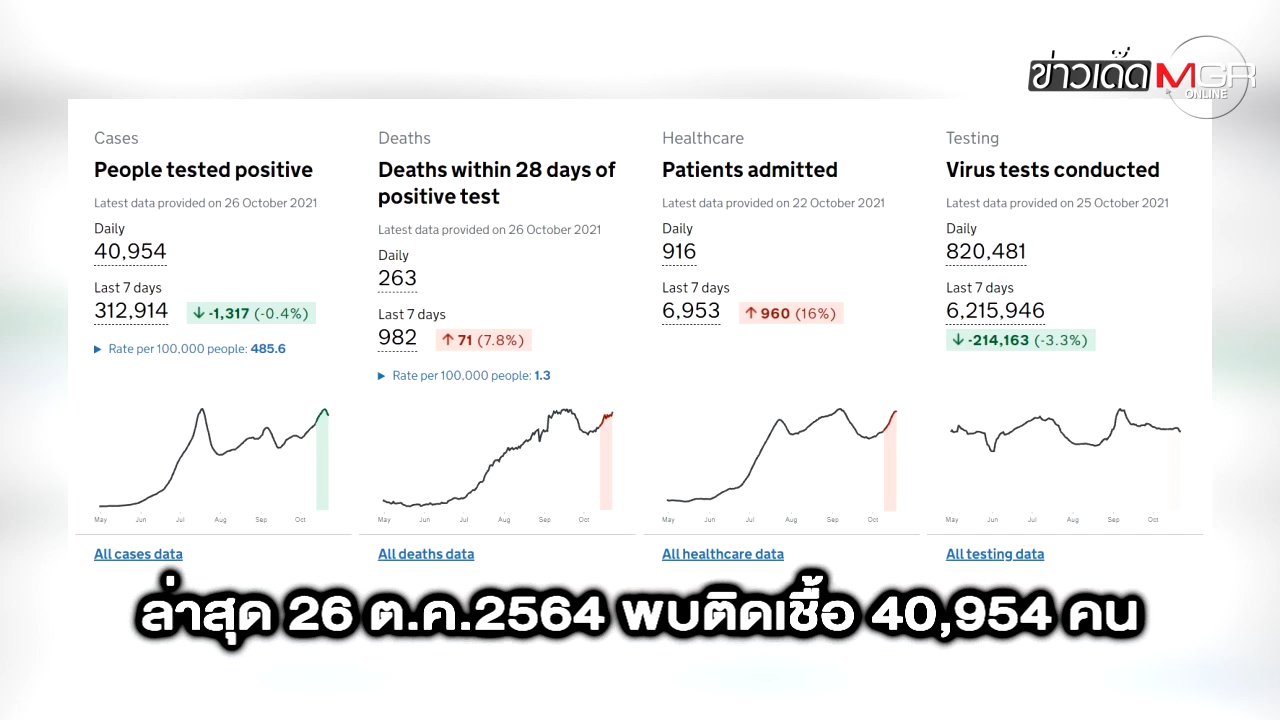 ข่าวเด็ด MGR
ONLINE
Cases
People tested positive
Latest data provided on 26 October 2021
Daily
40,954
Last 7 days
312,914 ↓ -1,317 (-0.4%)
▶ Rate per 100,000 people: 485.6
May Jun Jul Aug Sep Oct
All cases data
Deaths
Deaths within 28 days of
positive test
Latest data provided on 26 October 2021
Daily
263
Last 7 days
982 ↑ 71 (7.8%)
▶ Rate per 100,000 people: 1.3
May Jun Jul Aug Sep Oct
All deaths data
Healthcare
Patients admitted
Latest data provided on 22 October 2021
Daily
916
Last 7 days
6,953 ↑ 960 (16%)
May Jun Jul Aug Sep Oct
All healthcare data
Testing
Virus tests conducted
Latest data provided on 25 October 2021
Daily
820,481
Last 7 days
6,215,946
↓ -214,163 (-3.3%)
May Jun Jul Aug Sep Oct
All testing data
ล่าสุด 26 ต.ค.2564 พบติดเชื้อ 40,954 คน